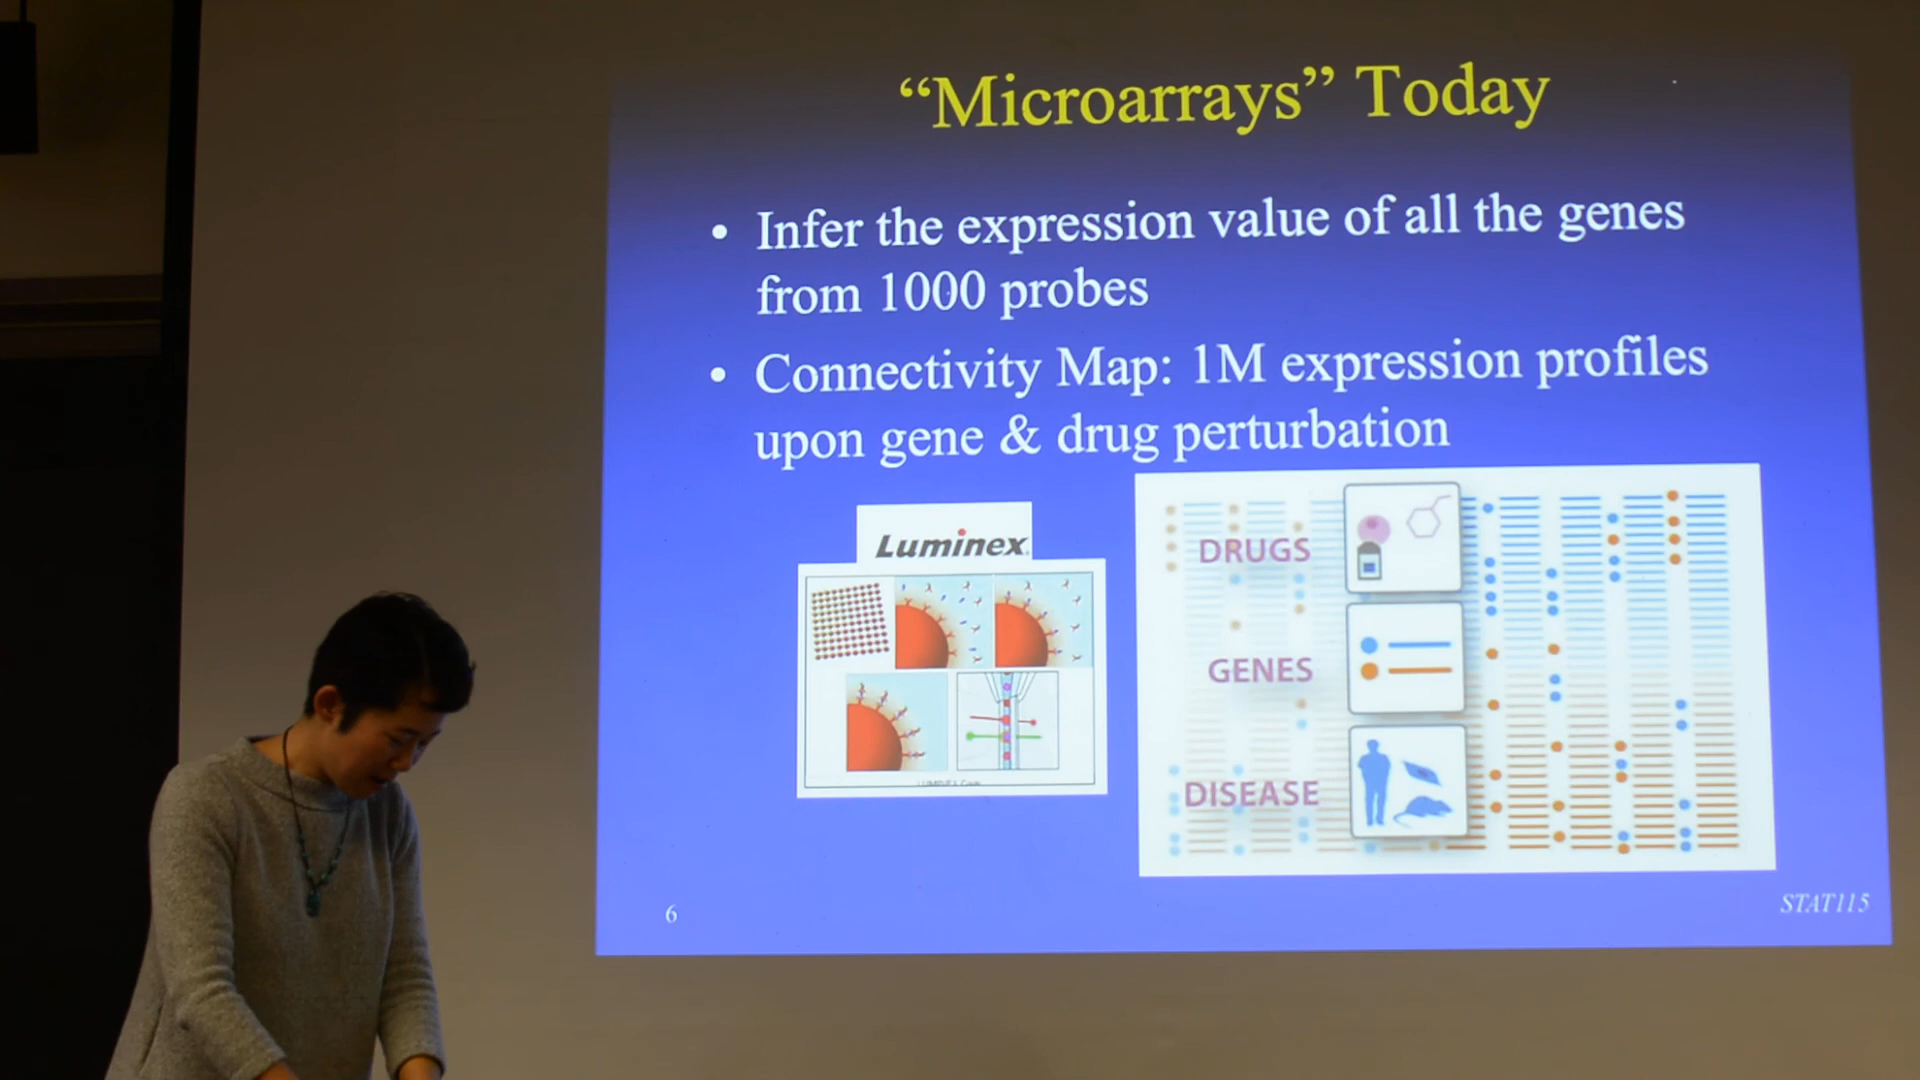 “Microarrays” Today
• Infer the expression value of all the genes
from 1000 probes
• Connectivity Map: 1M expression profiles
upon gene & drug perturbation
Luminex
DRUGS
GENES
DISEASE
6
STAT115